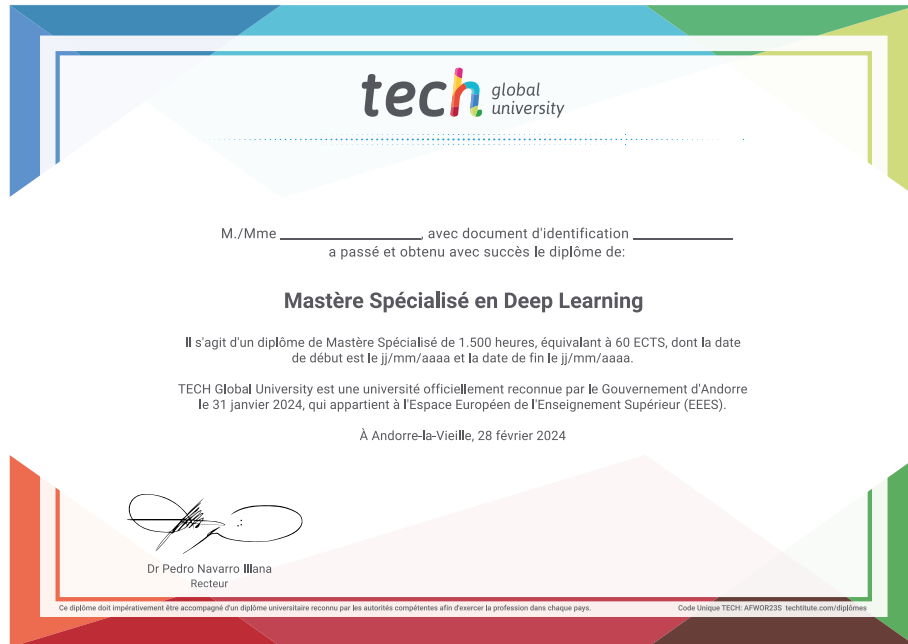 tech global university
M./Mme ____________________, avec document d'identification ______________
a passé et obtenu avec succès le diplôme de:
Mastère Spécialisé en Deep Learning
Il s'agit d'un diplôme de Mastère Spécialisé de 1.500 heures, équivalant à 60 ECTS, dont la date
de début est le jj/mm/aaaa et la date de fin le jj/mm/aaaa.
TECH Global University est une université officiellement reconnue par le Gouvernement d'Andorre
le 31 janvier 2024, qui appartient à l'Espace Européen de l'Enseignement Supérieur (EEES).
À Andorre-la-Vieille, 28 février 2024
Dr Pedro Navarro Illana
Recteur
Ce diplôme doit impérativement être accompagné d'un diplôme universitaire reconnu par les autorités compétentes afin d'exercer la profession dans chaque pays.
Code Unique TECH: AFWOR23S techtitute.com/diplômes